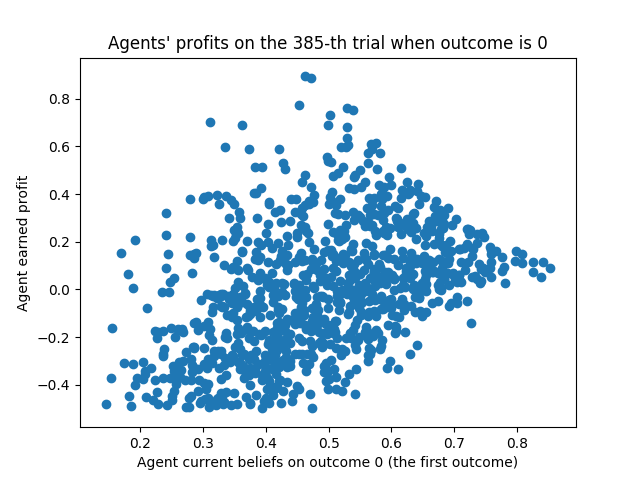 Agents' profits on the 385-th trial when outcome is 0
Agent earned profit
0.8
0.6
0.4
0.2
0.0
−0.2
−0.4
0.2 0.3 0.4 0.5 0.6 0.7 0.8
Agent current beliefs on outcome 0 (the first outcome)